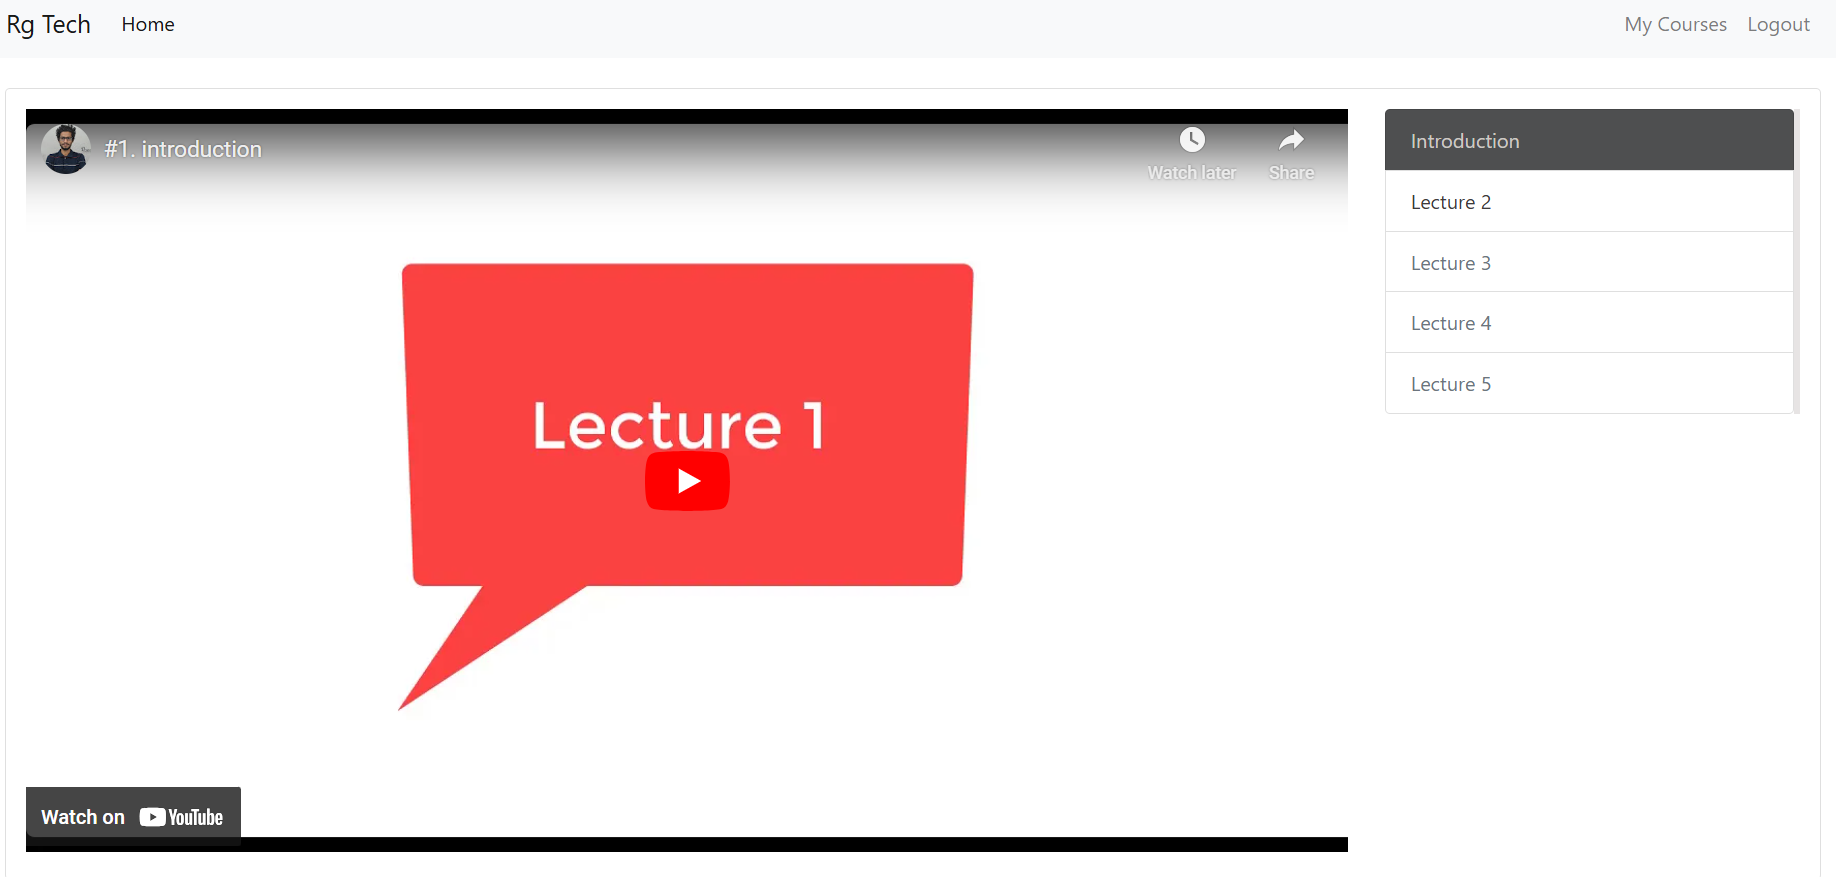 Rg Tech Home My Courses Logout
#1. introduction
Watch later Share
Lecture 1
Watch on YouTube
Introduction
Lecture 2
Lecture 3
Lecture 4
Lecture 5